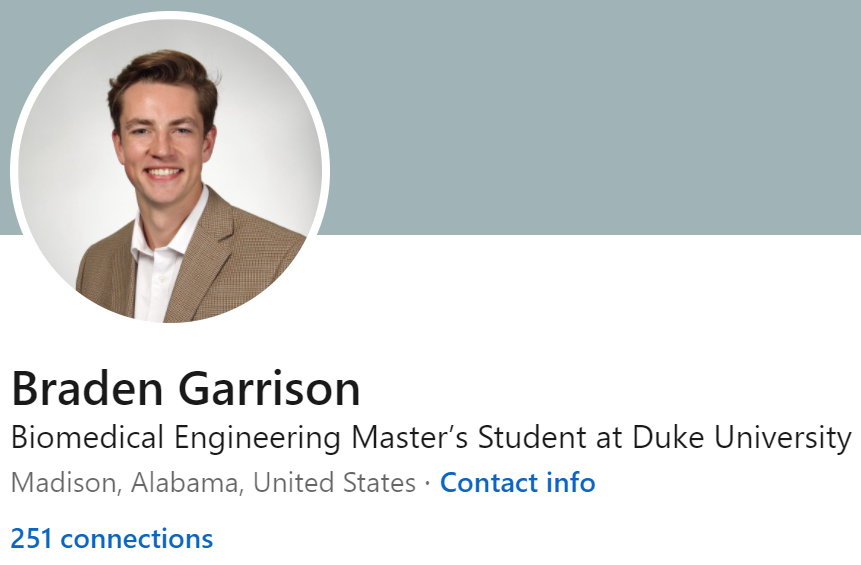 Braden Garrison
Biomedical Engineering Master’s Student at Duke University
Madison, Alabama, United States · Contact info
251 connections